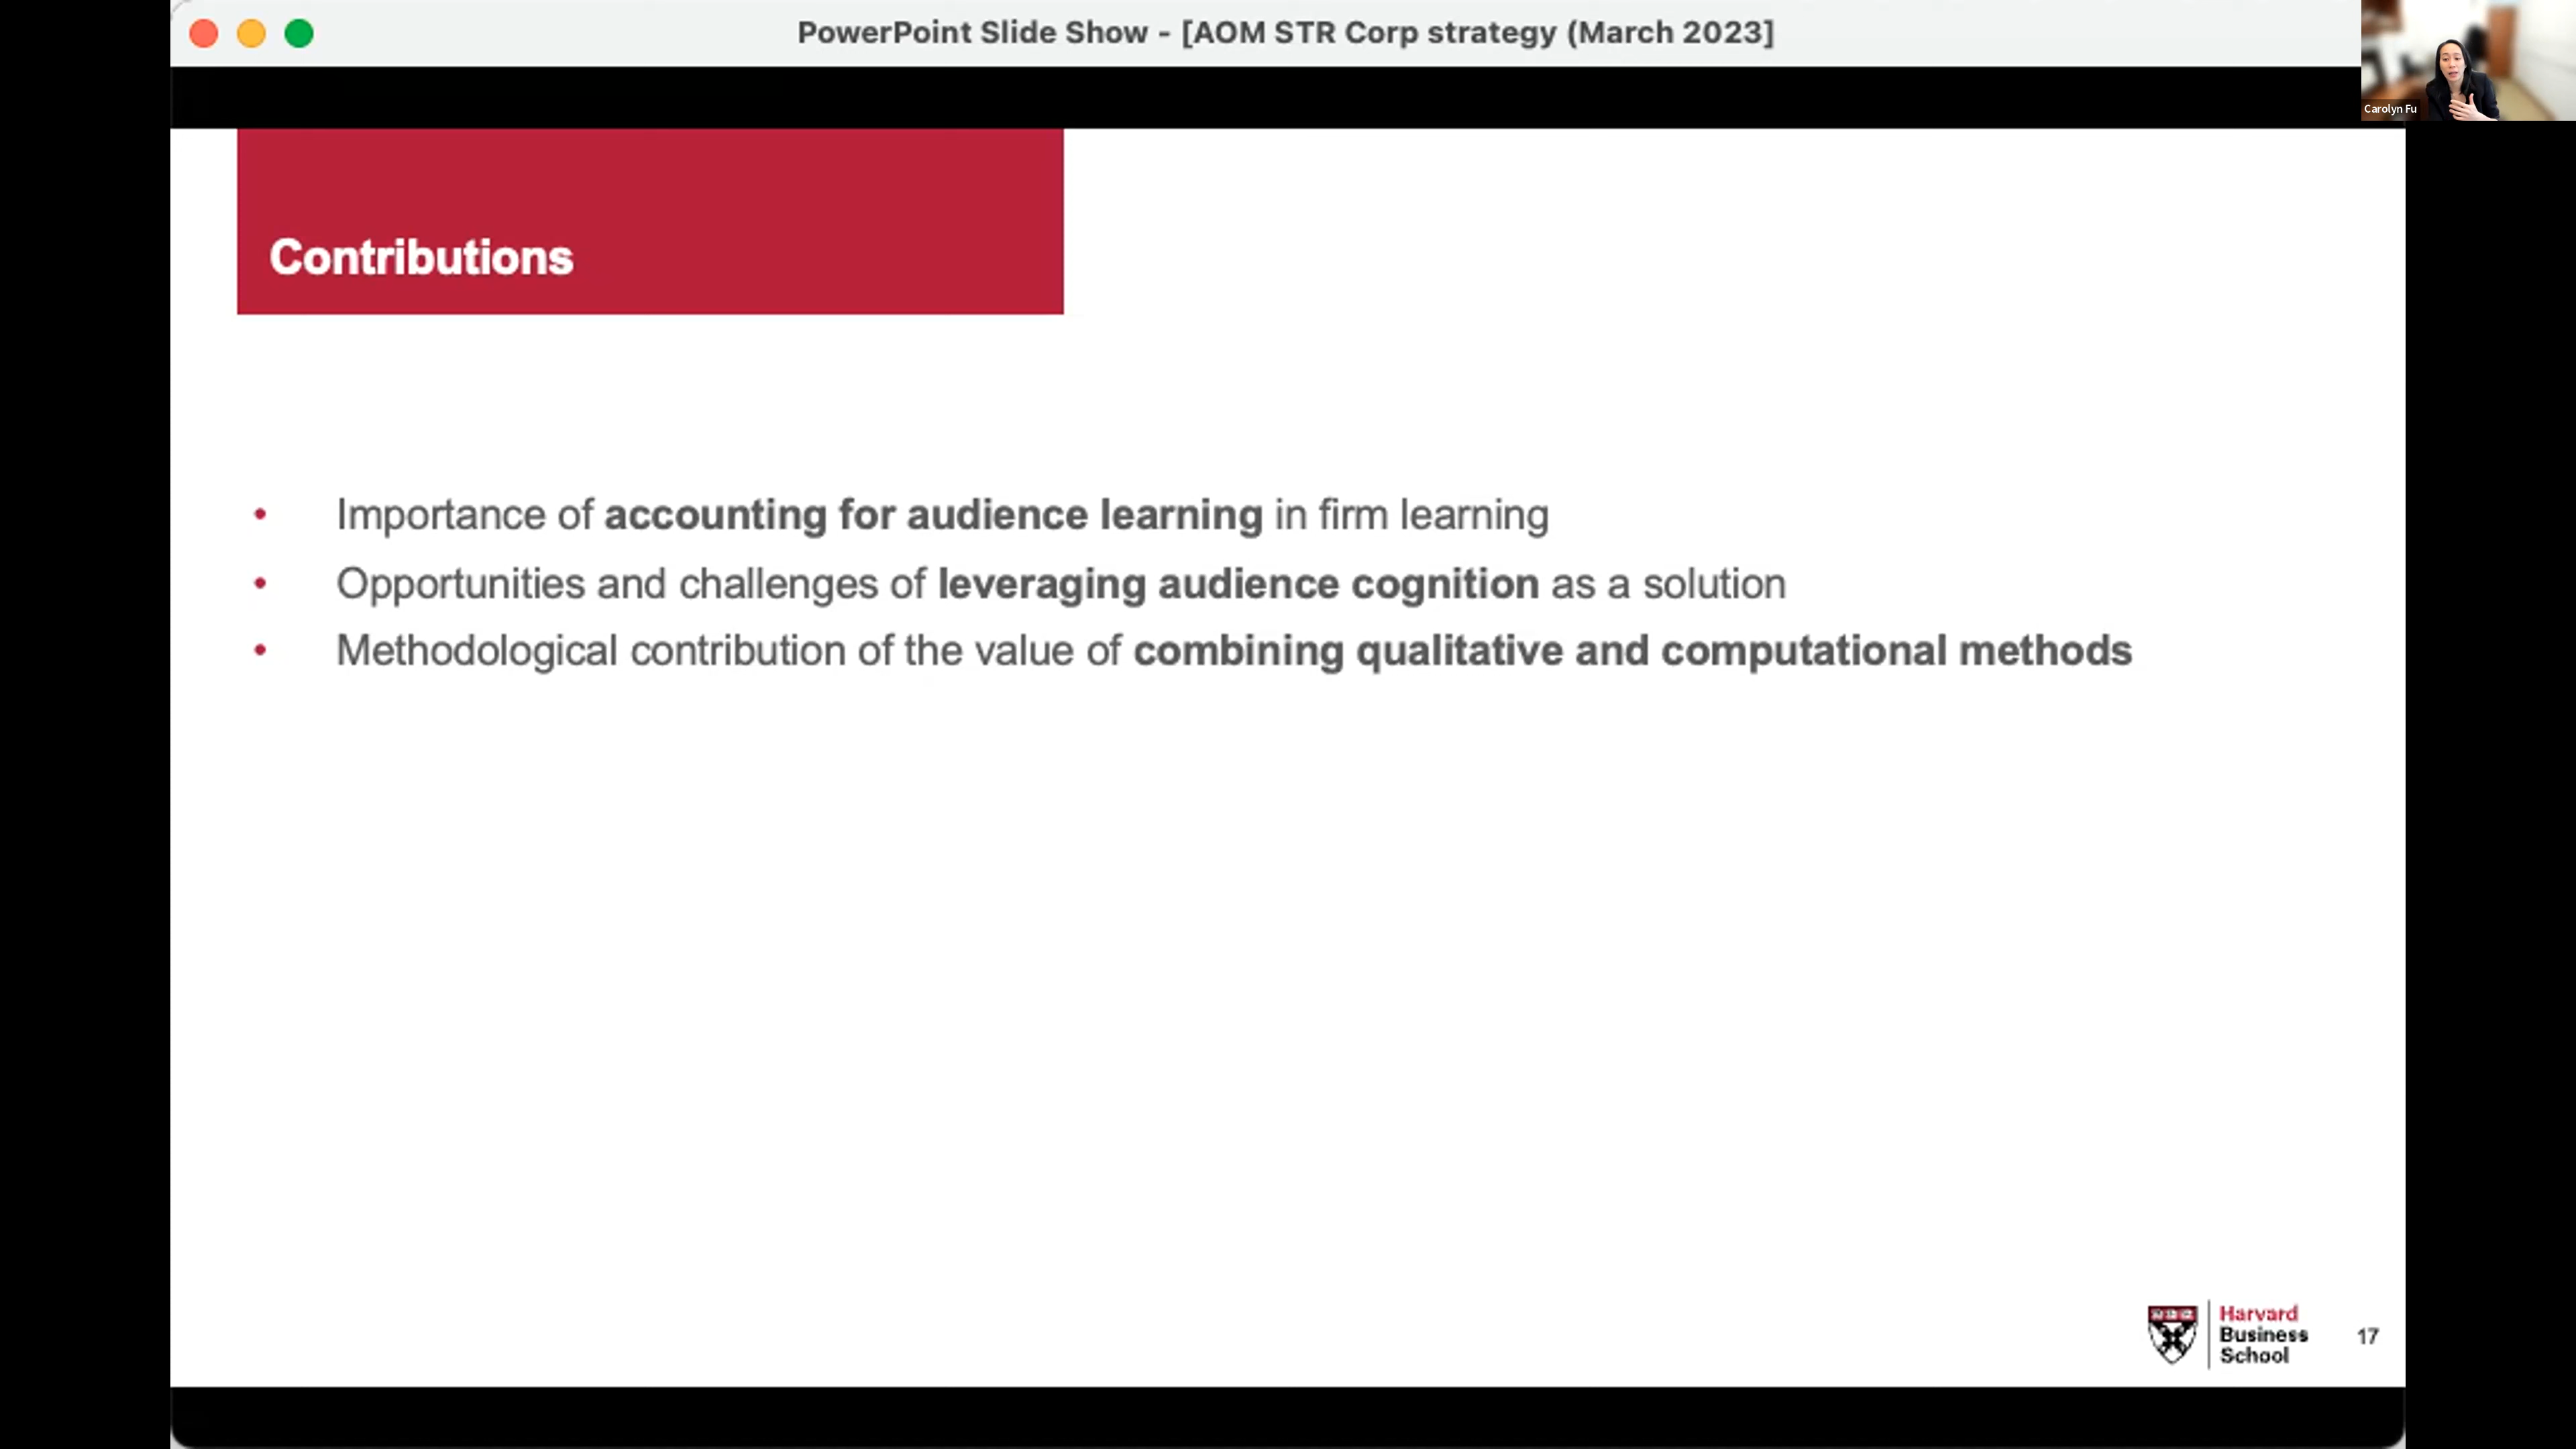 PowerPoint Slide Show - [AOM STR Corp strategy (March 2023]
Carolyn Fu
Contributions
• Importance of accounting for audience learning in firm learning
• Opportunities and challenges of leveraging audience cognition as a solution
• Methodological contribution of the value of combining qualitative and computational methods
Harvard
Business
School
17